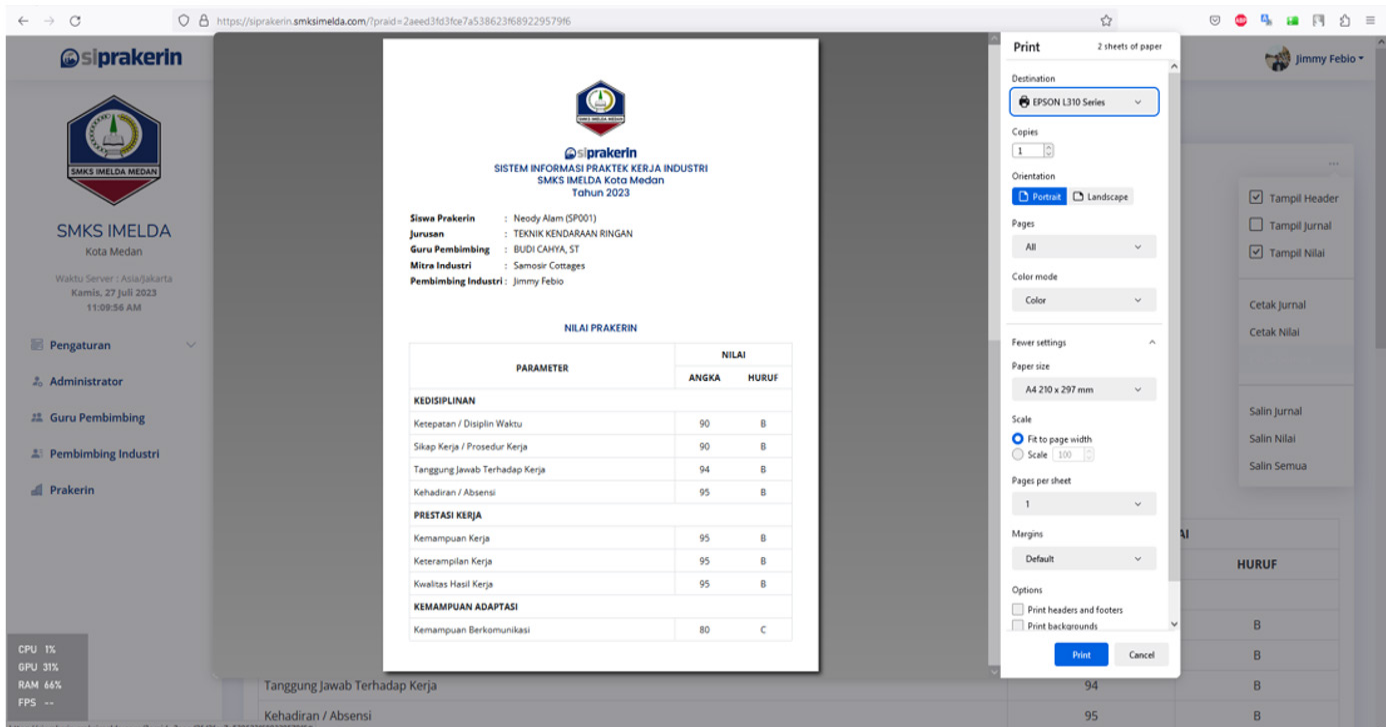 https://siprakerin.smksimelda.com/?praid=2aeed3fd3fce7a538623f689229579f6
siprakerin
SMKS IMELDA MEDAN
SMKS IMELDA
Kota Medan
Waktu Server : Asia/Jakarta
Kamis, 27 Juli 2023
11:09:56 AM
Pengaturan
Administrator
Guru Pembimbing
Pembimbing Industri
Prakerin
CPU 1%
GPU 31%
RAM 66%
FPS --
SMKS IMELDA MEDAN
siprakerin
SISTEM INFORMASI PRAKTEK KERJA INDUSTRI
SMKS IMELDA Kota Medan
Tahun 2023
Siswa Prakerin : Neody Alam (SP001)
Jurusan : TEKNIK KENDARAAN RINGAN
Guru Pembimbing : BUDI CAHYA, ST
Mitra Industri : Samosir Cottages
Pembimbing Industri : Jimmy Febio
NILAI PRAKERIN
PARAMETER NILAI
ANGKA HURUF
KEDISIPLINAN
Ketepatan / Disiplin Waktu 90 B
Sikap Kerja / Prosedur Kerja 90 B
Tanggung Jawab Terhadap Kerja 94 B
Kehadiran / Absensi 95 B
PRESTASI KERJA
Kemampuan Kerja 95 B
Keterampilan Kerja 95 B
Kwalitas Hasil Kerja 95 B
KEMAMPUAN ADAPTASI
Kemampuan Berkomunikasi 80 C
Print 2 sheets of paper
Destination
EPSON L310 Series
Copies
1
Orientation
Portrait Landscape
Pages
All
Color mode
Color
Fewer settings
Paper size
A4 210 x 297 mm
Scale
Fit to page width
Scale 100
Pages per sheet
1
Margins
Default
Options
Print headers and footers
Print backgrounds
Print Cancel
Jimmy Febio
Tampil Header
Tampil Jurnal
Tampil Nilai
Cetak Jurnal
Cetak Nilai
Salin Jurnal
Salin Nilai
Salin Semua
AI
HURUF
B
B
Tanggung Jawab Terhadap Kerja 94 B
Kehadiran / Absensi 95 B